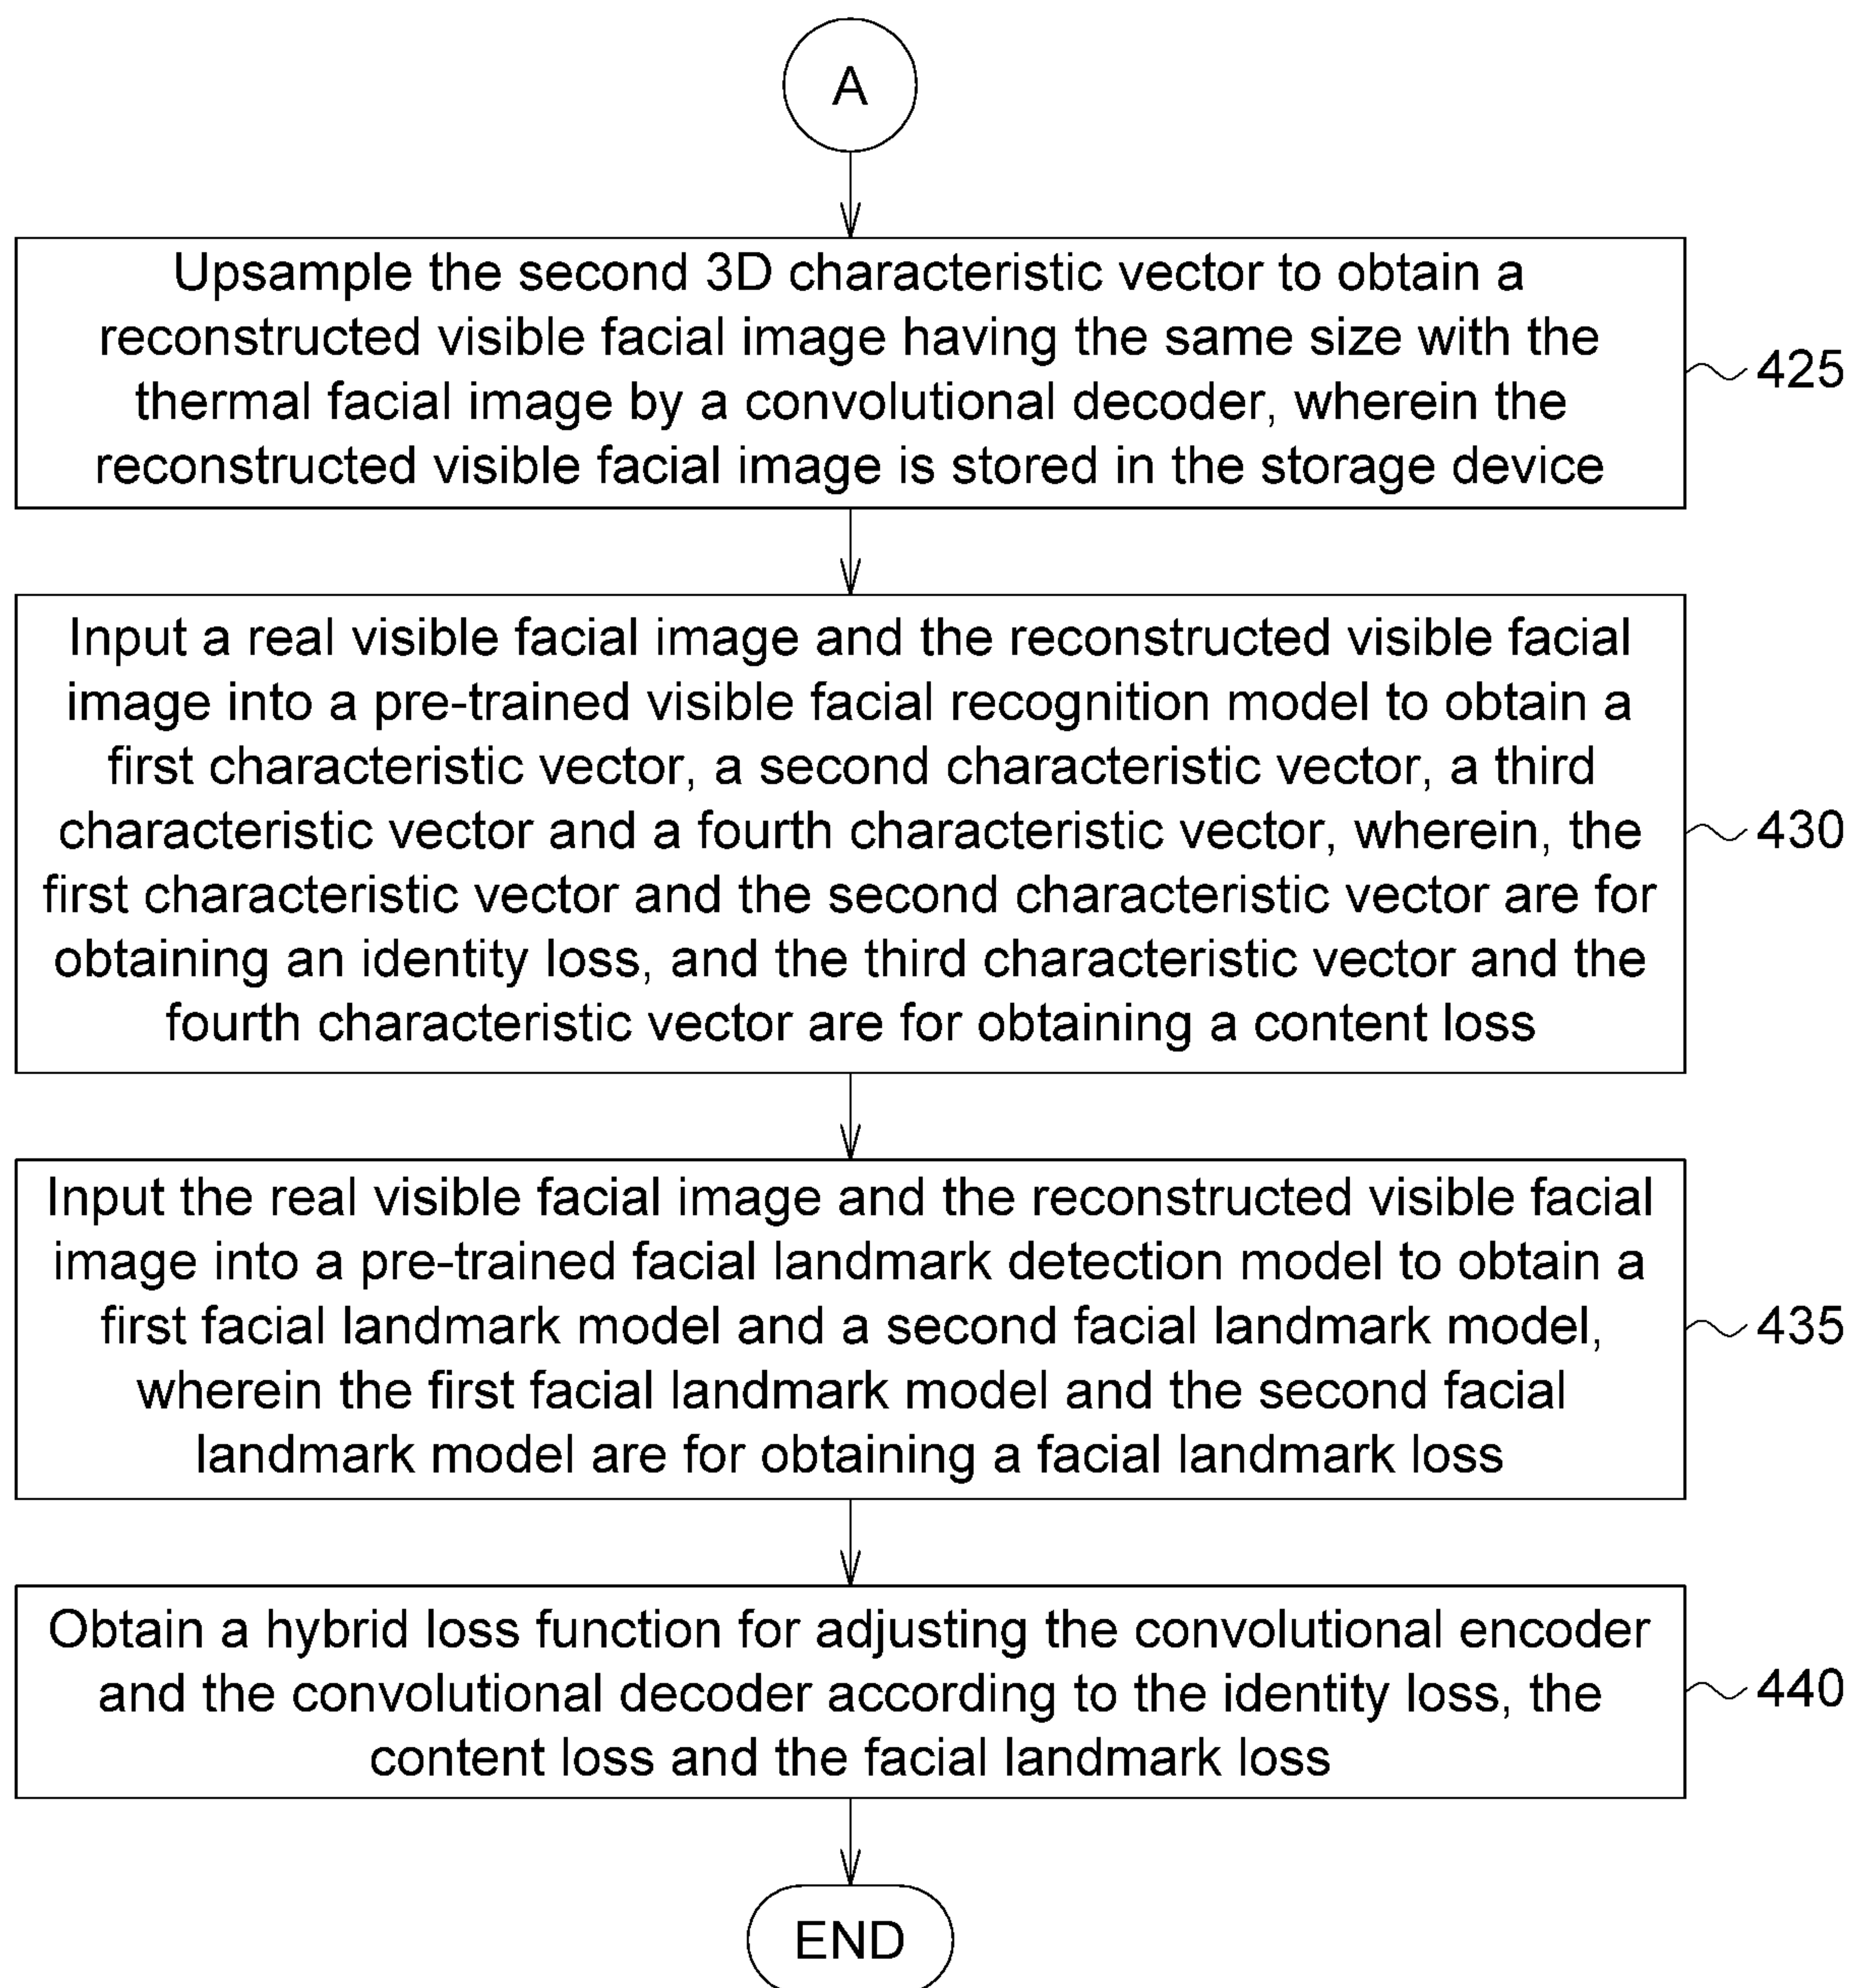 A
Upsample the second 3D characteristic vector to obtain a
reconstructed visible facial image having the same size with the
thermal facial image by a convolutional decoder, wherein the
reconstructed visible facial image is stored in the storage device
425
Input a real visible facial image and the reconstructed visible facial
image into a pre-trained visible facial recognition model to obtain a
first characteristic vector, a second characteristic vector, a third
characteristic vector and a fourth characteristic vector, wherein, the
first characteristic vector and the second characteristic vector are for
obtaining an identity loss, and the third characteristic vector and the
fourth characteristic vector are for obtaining a content loss
430
Input the real visible facial image and the reconstructed visible facial
image into a pre-trained facial landmark detection model to obtain a
first facial landmark model and a second facial landmark model,
wherein the first facial landmark model and the second facial
landmark model are for obtaining a facial landmark loss
435
Obtain a hybrid loss function for adjusting the convolutional encoder
and the convolutional decoder according to the identity loss, the
content loss and the facial landmark loss
440
END